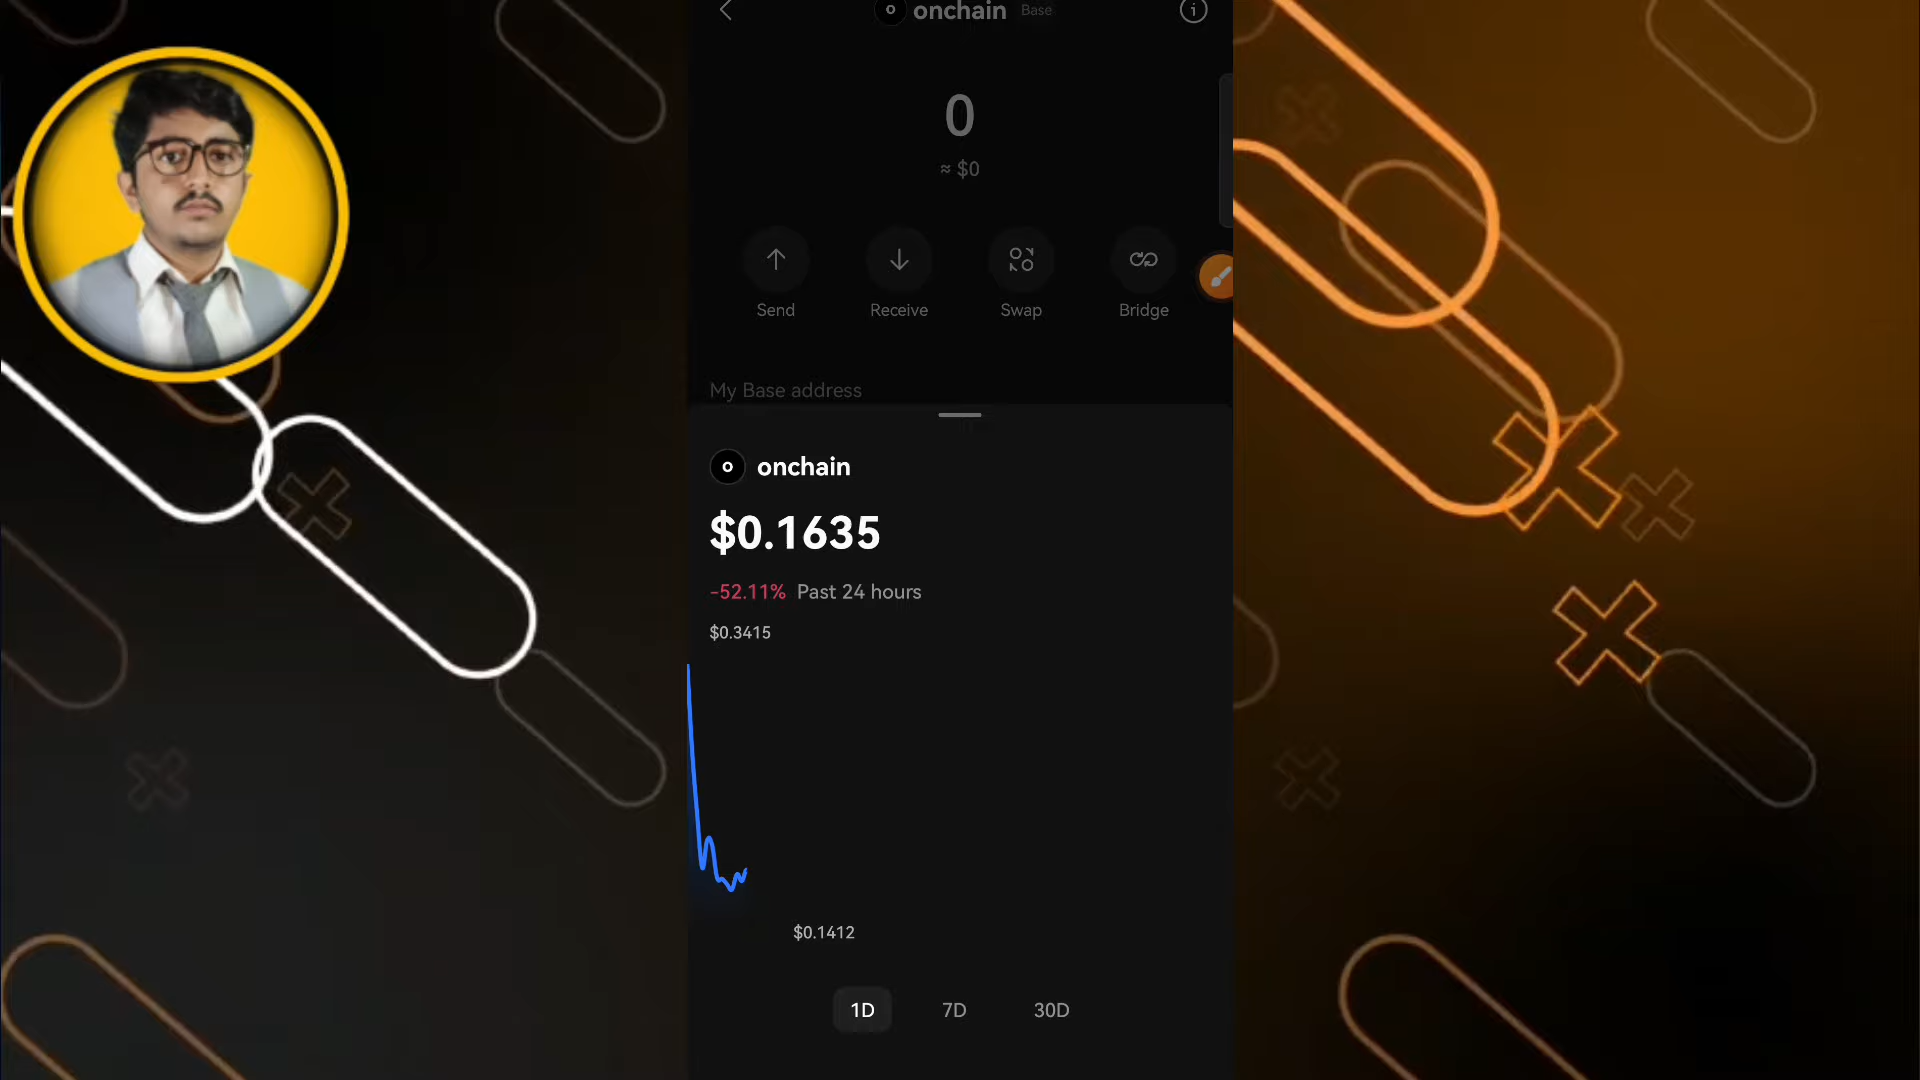 onchain Base
0
≈ $0
Send Receive Swap Bridge
My Base address
onchain
$0.1635
-52.11% Past 24 hours
$0.3415
$0.1412
1D 7D 30D